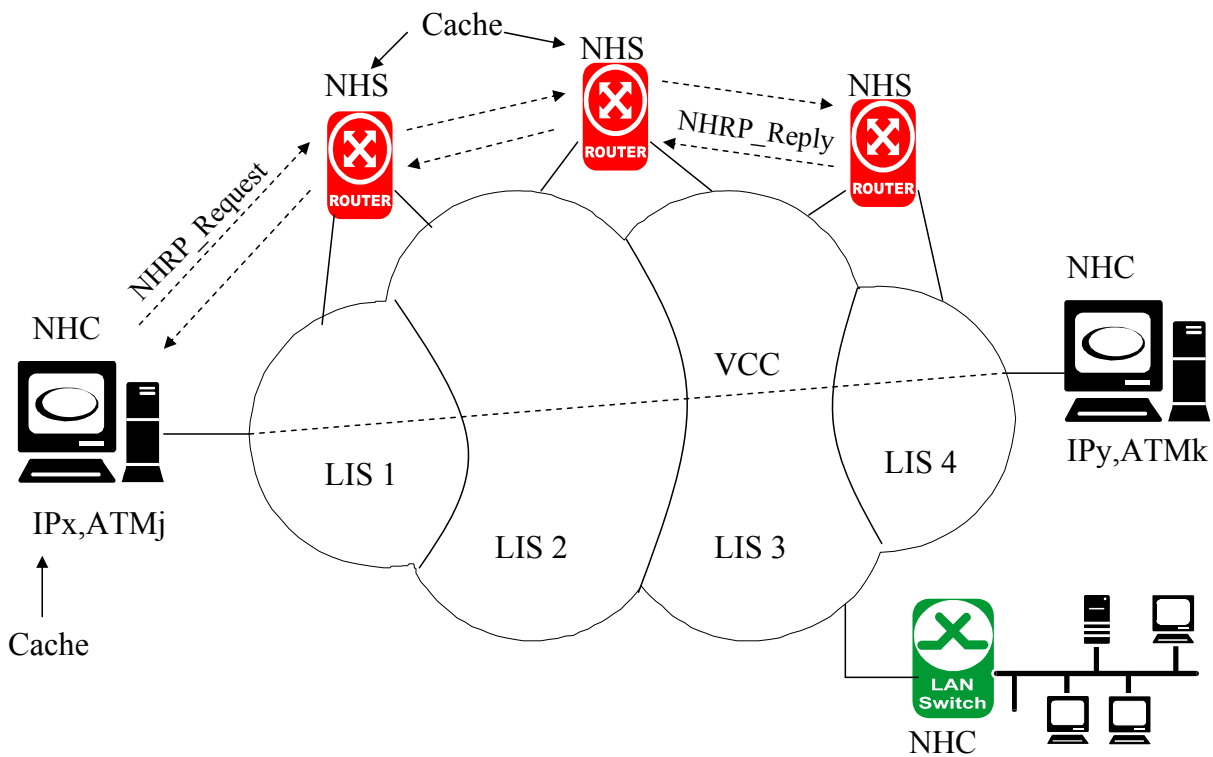 Cache
NHS
NHS
NHS
ROUTER
ROUTER
ROUTER
NHRP_Reply
NHRP_Request
NHC
NHC
VCC
LIS 1
LIS 2
LIS 3
LIS 4
IPy,ATMk
IPx,ATMj
Cache
LAN
Switch
NHC